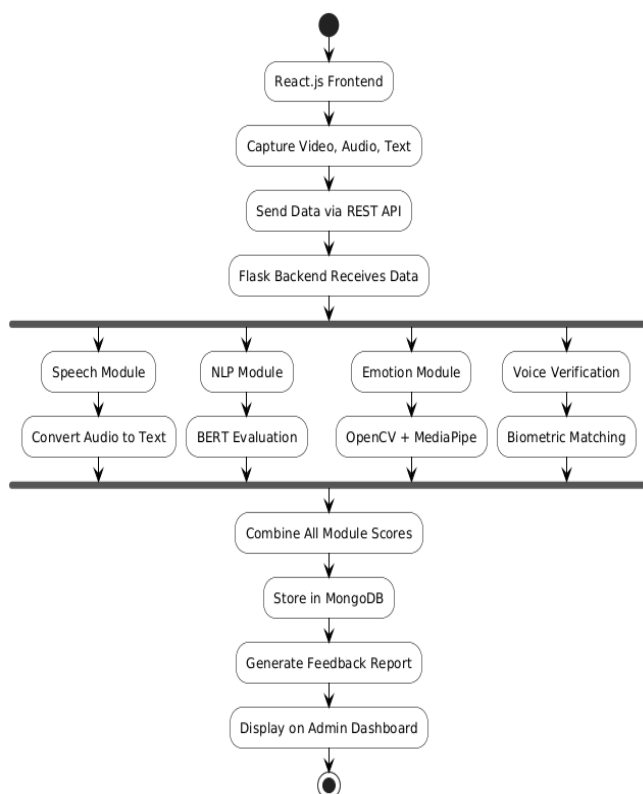 React.js Frontend
Capture Video, Audio, Text
Send Data via REST API
Flask Backend Receives Data
Speech Module
NLP Module
Emotion Module
Voice Verification
Convert Audio to Text
BERT Evaluation
OpenCV + MediaPipe
Biometric Matching
Combine All Module Scores
Store in MongoDB
Generate Feedback Report
Display on Admin Dashboard